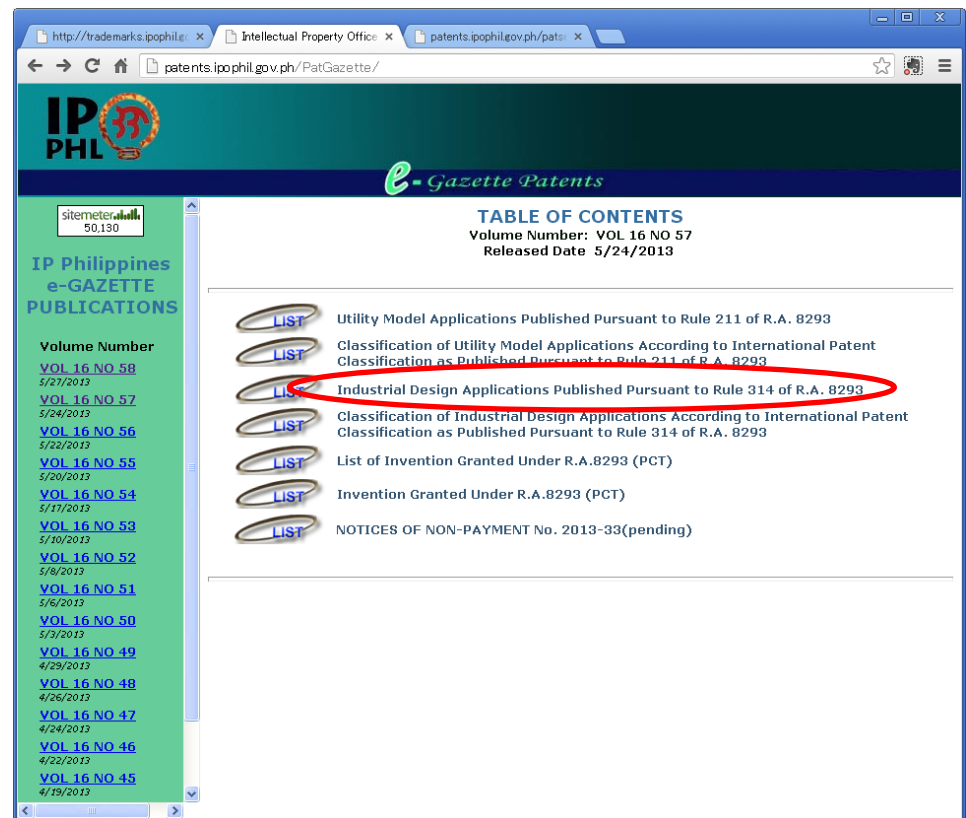 http://trademarks.ipophil.gc
Intellectual Property Office
patents.ipophil.gov.ph/pats
patents.ipophil.gov.ph/PatGazette/
IP
PHL
e-Gazette Patents
sitemeter
50,130
IP Philippines
e-GAZETTE
PUBLICATIONS
Volume Number
VOL 16 NO 58
5/27/2013
VOL 16 NO 57
5/24/2013
VOL 16 NO 56
5/22/2013
VOL 16 NO 55
5/20/2013
VOL 16 NO 54
5/17/2013
VOL 16 NO 53
5/10/2013
VOL 16 NO 52
5/8/2013
VOL 16 NO 51
5/6/2013
VOL 16 NO 50
5/3/2013
VOL 16 NO 49
4/29/2013
VOL 16 NO 48
4/26/2013
VOL 16 NO 47
4/24/2013
VOL 16 NO 46
4/22/2013
VOL 16 NO 45
4/19/2013
TABLE OF CONTENTS
Volume Number: VOL 16 NO 57
Released Date 5/24/2013
LIST Utility Model Applications Published Pursuant to Rule 211 of R.A. 8293
LIST Classification of Utility Model Applications According to International Patent
Classification as Published Pursuant to Rule 211 of R.A. 8293
LIST Industrial Design Applications Published Pursuant to Rule 314 of R.A. 8293
LIST Classification of Industrial Design Applications According to International Patent
Classification as Published Pursuant to Rule 314 of R.A. 8293
LIST List of Invention Granted Under R.A.8293 (PCT)
LIST Invention Granted Under R.A.8293 (PCT)
LIST NOTICES OF NON-PAYMENT No. 2013-33(pending)